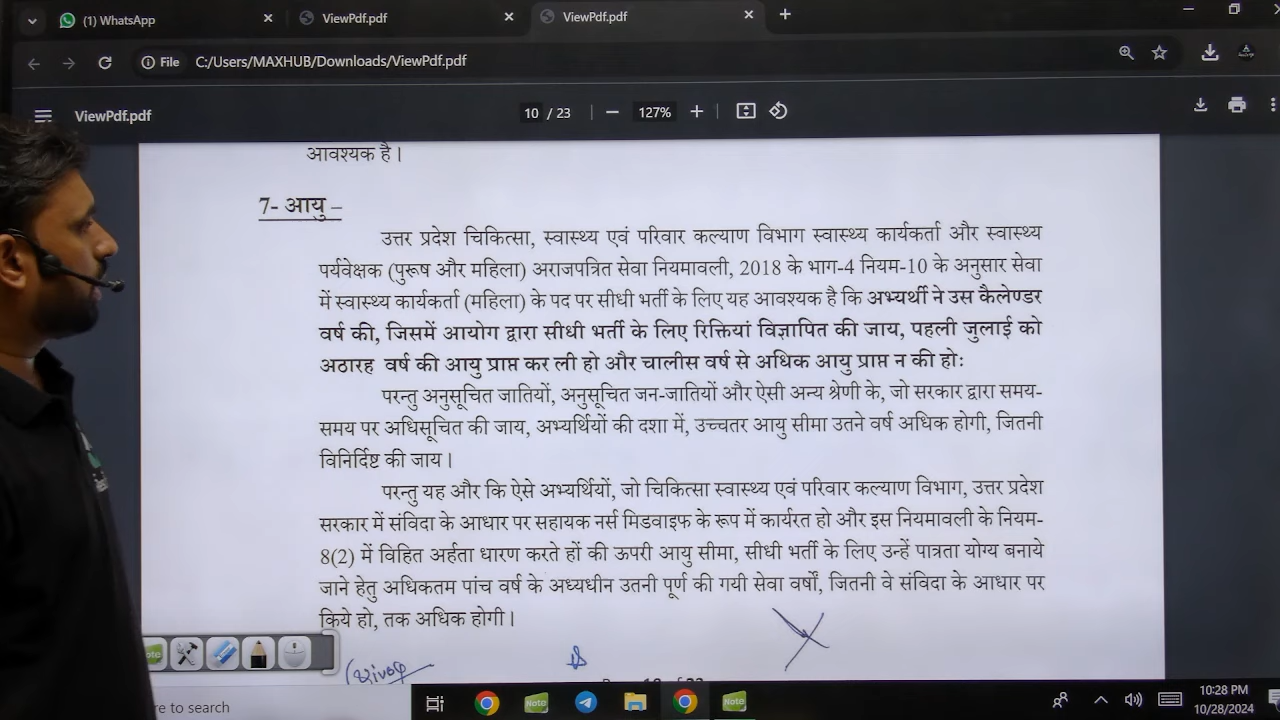 (1) WhatsApp
ViewPdf.pdf
ViewPdf.pdf
File C:/Users/MAXHUB/Downloads/ViewPdf.pdf
ViewPdf.pdf
10 / 23
127%
आवश्यक है।
7- आयु –
उत्तर प्रदेश चिकित्सा, स्वास्थ्य एवं परिवार कल्याण विभाग स्वास्थ्य कार्यकर्ता और स्वास्थ्य
पर्यवेक्षक (पुरूष और महिला) अराजपत्रित सेवा नियमावली, 2018 के भाग-4 नियम-10 के अनुसार सेवा
में स्वास्थ्य कार्यकर्ता (महिला) के पद पर सीधी भर्ती के लिए यह आवश्यक है कि अभ्यर्थी ने उस कैलेण्डर
वर्ष की, जिसमें आयोग द्वारा सीधी भर्ती के लिए रिक्तियां विज्ञापित की जाय, पहली जुलाई को
अठारह वर्ष की आयु प्राप्त कर ली हो और चालीस वर्ष से अधिक आयु प्राप्त न की हो:
परन्तु अनुसूचित जातियों, अनुसूचित जन-जातियों और ऐसी अन्य श्रेणी के, जो सरकार द्वारा समय-
समय पर अधिसूचित की जाय, अभ्यर्थियों की दशा में, उच्चतर आयु सीमा उतने वर्ष अधिक होगी, जितनी
विनिर्दिष्ट की जाय।
परन्तु यह और कि ऐसे अभ्यर्थियों, जो चिकित्सा स्वास्थ्य एवं परिवार कल्याण विभाग, उत्तर प्रदेश
सरकार में संविदा के आधार पर सहायक नर्स मिडवाइफ के रूप में कार्यरत हो और इस नियमावली के नियम-
8(2) में विहित अर्हता धारण करते हों की ऊपरी आयु सीमा, सीधी भर्ती के लिए उन्हें पात्रता योग्य बनाये
जाने हेतु अधिकतम पांच वर्ष के अध्यधीन उतनी पूर्ण की गयी सेवा वर्षों, जितनी वे संविदा के आधार पर
किये हो, तक अधिक होगी।
Note
re to search
Note
Note
10:28 PM
10/28/2024